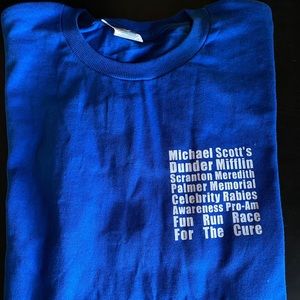 Michael Scott's
Dunder Mifflin
Scranton Meredith
Palmer Memorial
Celebrity Rabies
Awareness Pro-Am
Fun Run Race
For The Cure